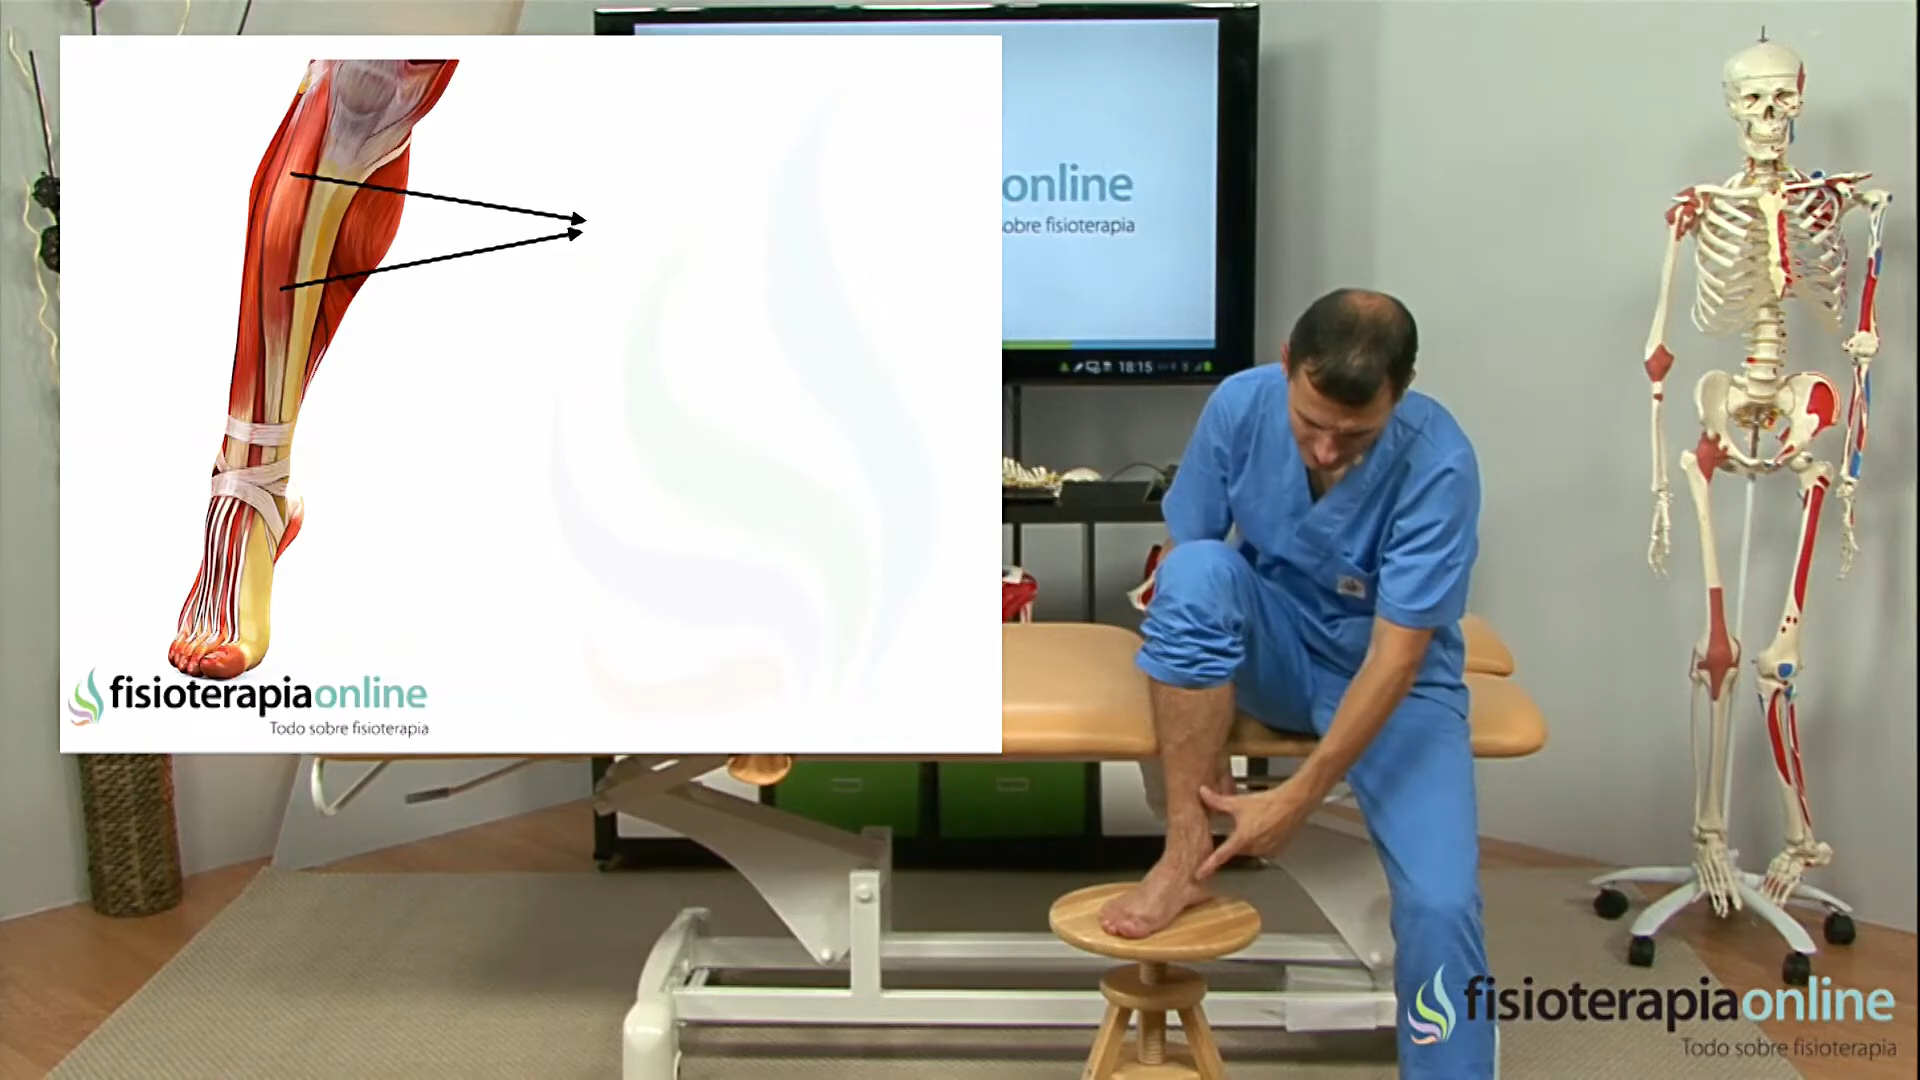 online
obre fisioterapia
18:15
fisioterapiaonline
Todo sobre fisioterapia
fisioterapiaonline
Todo sobre fisioterapia